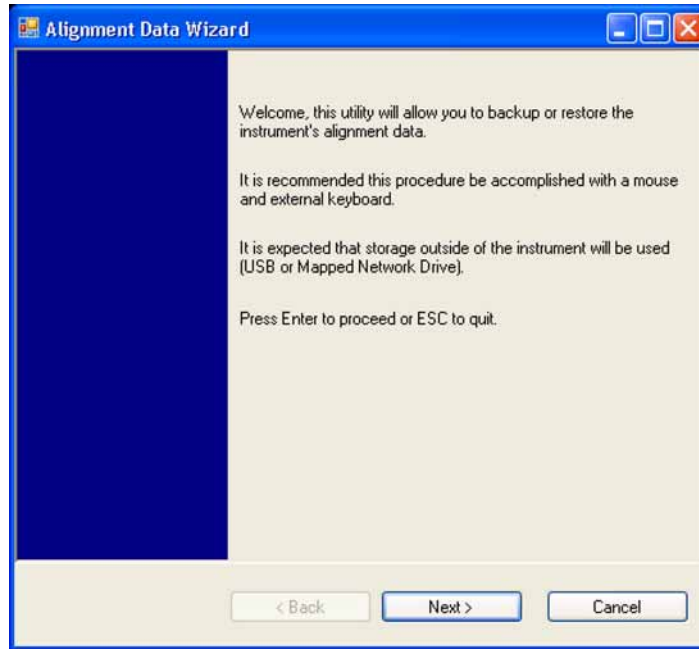 Alignment Data Wizard
Welcome, this utility will allow you to backup or restore the
instrument's alignment data.
It is recommended this procedure be accomplished with a mouse
and external keyboard.
It is expected that storage outside of the instrument will be used
(USB or Mapped Network Drive).
Press Enter to proceed or ESC to quit.
< Back
Next >
Cancel